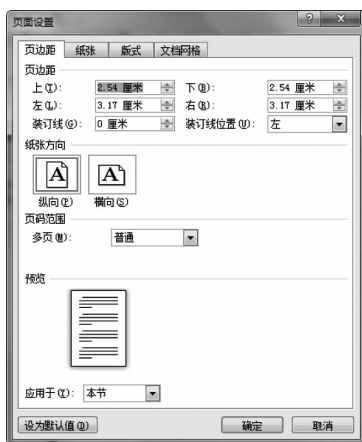 页面设置
页边距 纸张 版式 文档网格
页边距
上(T): 2.54 厘米 下(B): 2.54 厘米
左(L): 3.17 厘米 右(R): 3.17 厘米
装订线(G): 0 厘米 装订线位置(U): 左
纸张方向
A A
纵向(P) 横向(S)
页码范围
多页(M): 普通
预览
应用于(Y): 本节
设为默认值(D) 确定 取消